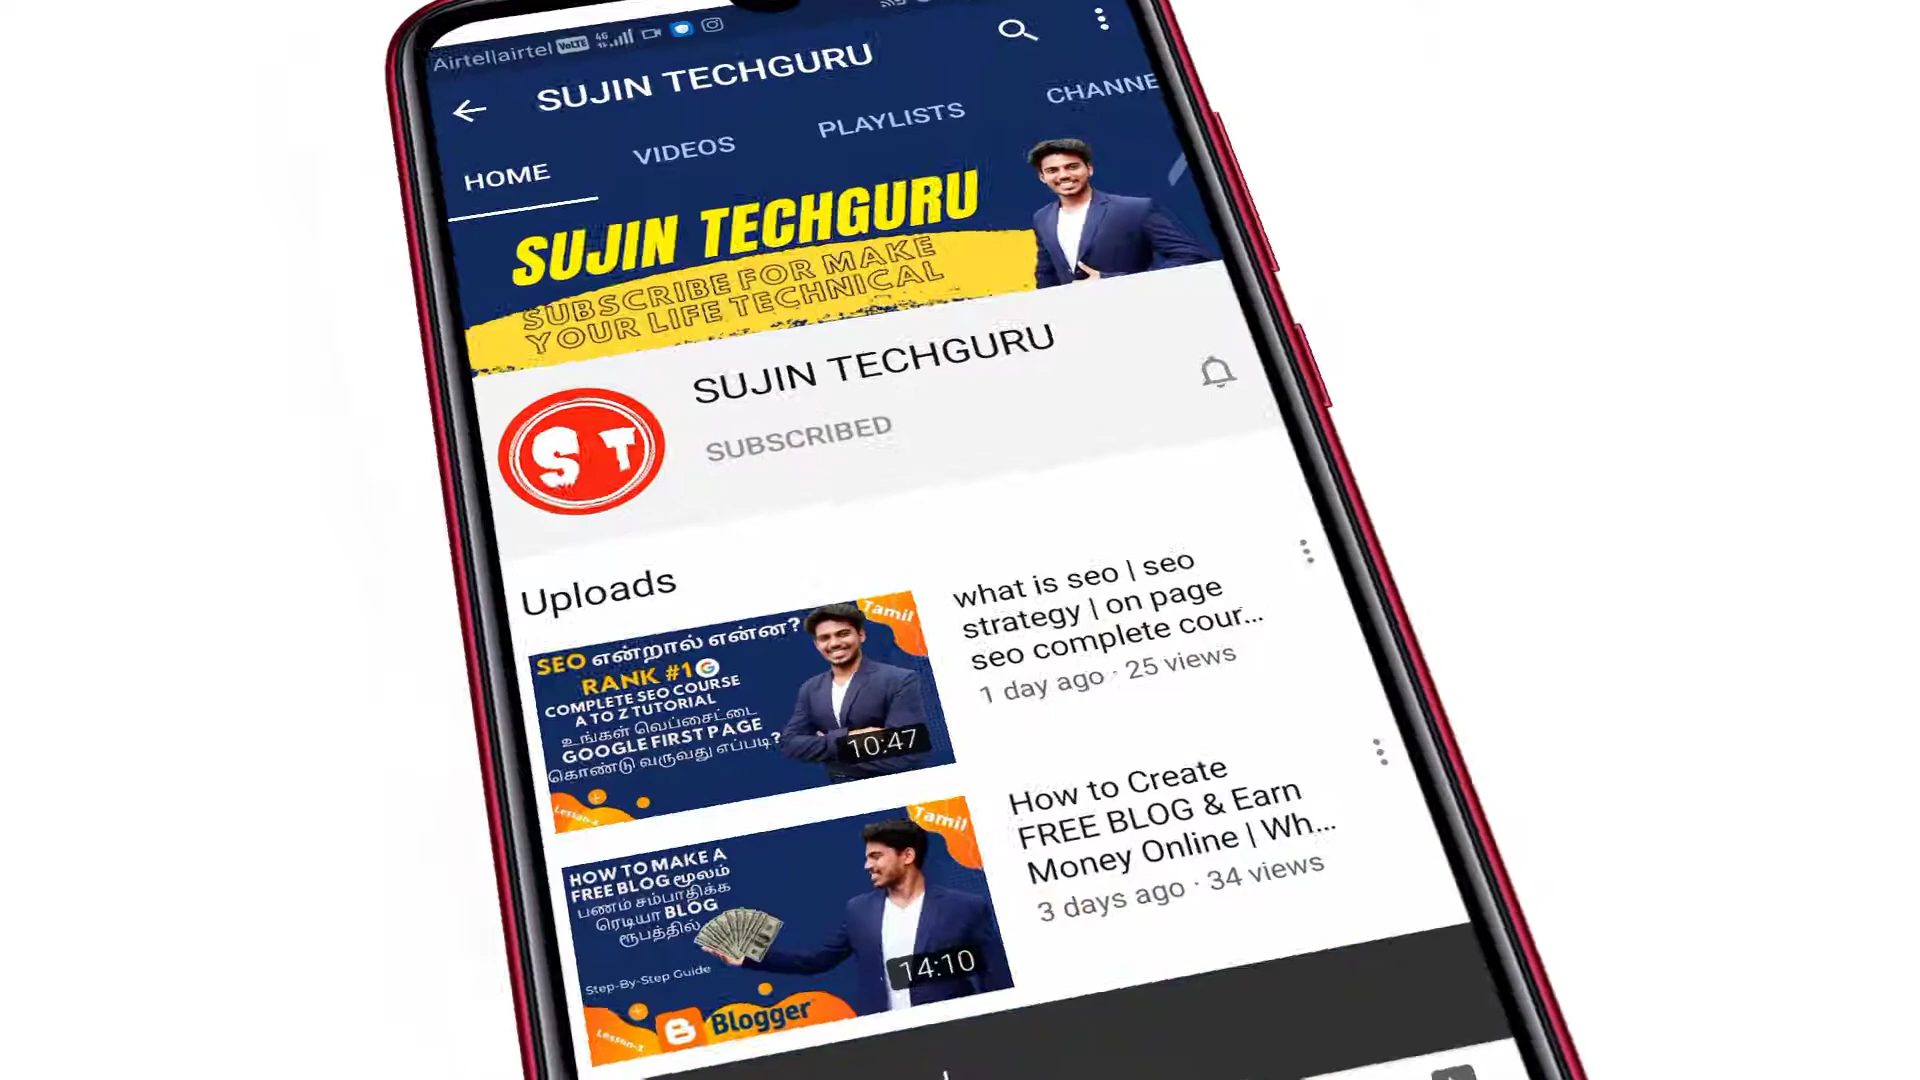 Airtel|airtel VoLTE 4G
SUJIN TECHGURU
HOME VIDEOS PLAYLISTS CHANNE
SUJIN TECHGURU
SUBSCRIBE FOR MAKE
YOUR LIFE TECHNICAL
SUJIN TECHGURU
SUBSCRIBED
S T
Uploads
Tamil
SEO என்றால் என்ன?
RANK #1 G
COMPLETE SEO COURSE
A TO Z TUTORIAL
உங்கள் வெப்சைட்டை
GOOGLE FIRST PAGE
கொண்டு வருவது எப்படி?
10:47
what is seo | seo
strategy | on page
seo complete cour...
1 day ago · 25 views
Tamil
HOW TO MAKE A
FREE BLOG மூலம்
பணம் சம்பாதிக்க
ரெடியா BLOG
ரூபத்தில்
Step-By-Step Guide
14:10
Blogger
How to Create
FREE BLOG & Earn
Money Online | Wh...
3 days ago · 34 views